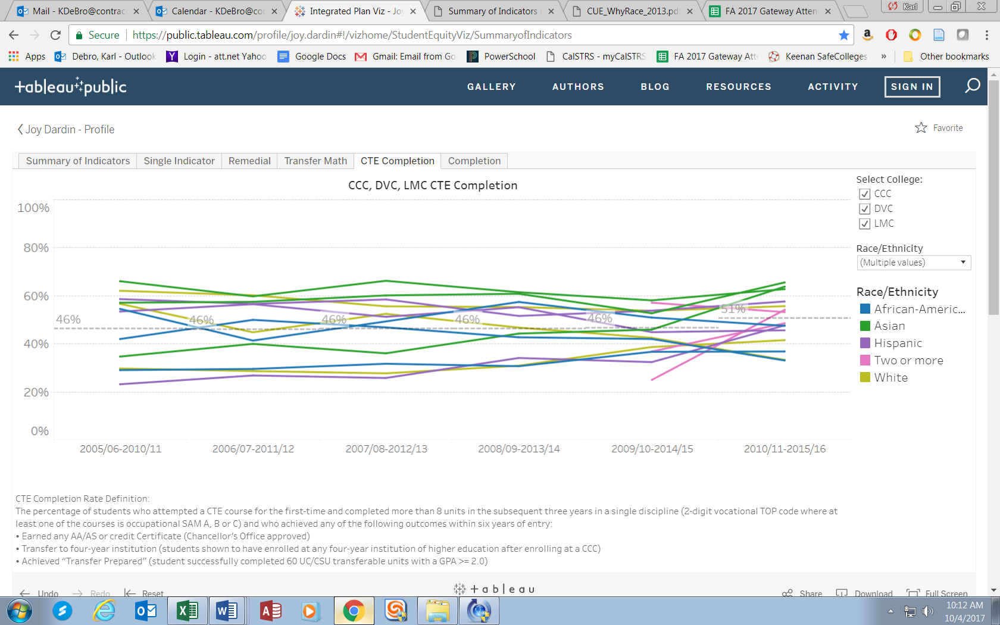 Mail - KDeBro@contrac
Calendar - KDeBro@co
Integrated Plan Viz - Jo
Summary of Indicators
CUE_WhyRace_2013.pd
FA 2017 Gateway Atten
Karl
Secure https://public.tableau.com/profile/joy.dardin#!/vizhome/StudentEquityViz/SummaryofIndicators
Apps Debro, Karl - Outlook Login - att.net Yahoo Google Docs Gmail: Email from Go PowerSchool CalSTRS - myCalSTRS FA 2017 Gateway Att Keenan SafeColleges » Other bookmarks
tableau public
GALLERY AUTHORS BLOG RESOURCES ACTIVITY SIGN IN
Joy Dardin - Profile
Favorite
Summary of Indicators Single Indicator Remedial Transfer Math CTE Completion Completion
CCC, DVC, LMC CTE Completion
100%
80%
60%
40%
20%
0%
46% 46% 46% 46% 46% 51%
2005/06-2010/11 2006/07-2011/12 2007/08-2012/13 2008/09-2013/14 2009/10-2014/15 2010/11-2015/16
Select College:
CCC
DVC
LMC
Race/Ethnicity
(Multiple values)
Race/Ethnicity
African-Americ...
Asian
Hispanic
Two or more
White
CTE Completion Rate Definition:
The percentage of students who attempted a CTE course for the first-time and completed more than 8 units in the subsequent three years in a single discipline (2-digit vocational TOP code where at
least one of the courses is occupational SAM A, B or C) and who achieved any of the following outcomes within six years of entry:
• Earned any AA/AS or credit Certificate (Chancellor's Office approved)
• Transfer to four-year institution (students shown to have enrolled at any four-year institution of higher education after enrolling at a CCC)
• Achieved “Transfer Prepared” (student successfully completed 60 UC/CSU transferable units with a GPA >= 2.0)
Undo Redo Reset
tableau
Share Download Full Screen
10:12 AM
10/4/2017